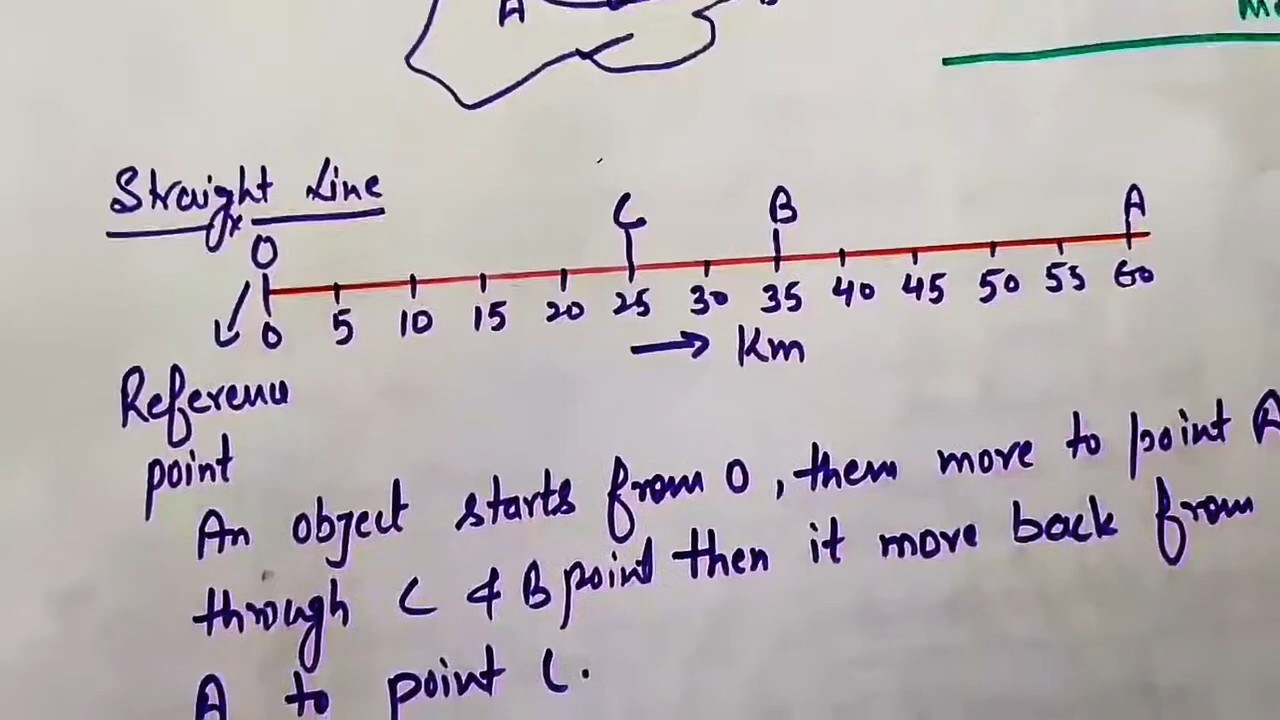 A
Straight Line
O
C
B
A
0 5 10 15 20 25 30 35 40 45 50 55 60
Km
Reference
point
An object starts from O, them move to point A
through C & B point then it move back from
A to point C.